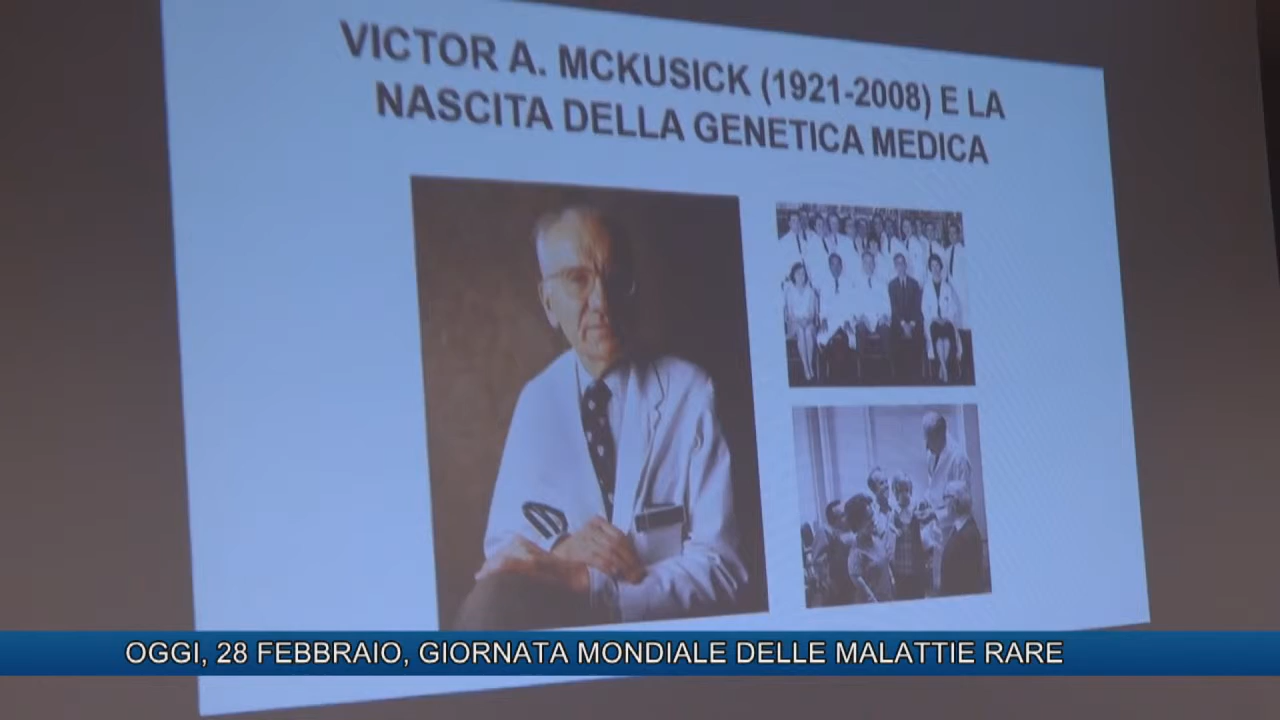 VICTOR A. MCKUSICK (1921-2008) E LA
NASCITA DELLA GENETICA MEDICA
OGGI, 28 FEBBRAIO, GIORNATA MONDIALE DELLE MALATTIE RARE